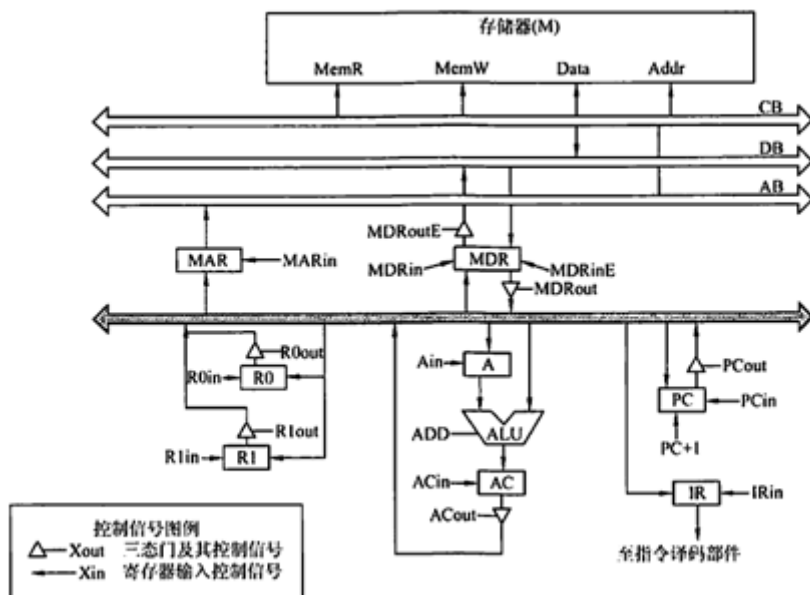 存储器(M)
MemR MemW Data Addr
CB
DB
AB
MDRoutE
MAR MARin MDRin MDR MDRinE
MDRout
R0out
R0in R0
R1out
R1in R1
Ain A
ADD ALU
ACin AC
ACout
PCout
PC PCin
PC+1
IR IRin
至指令译码部件
控制信号图例
Xout 三态门及其控制信号
Xin 寄存器输入控制信号